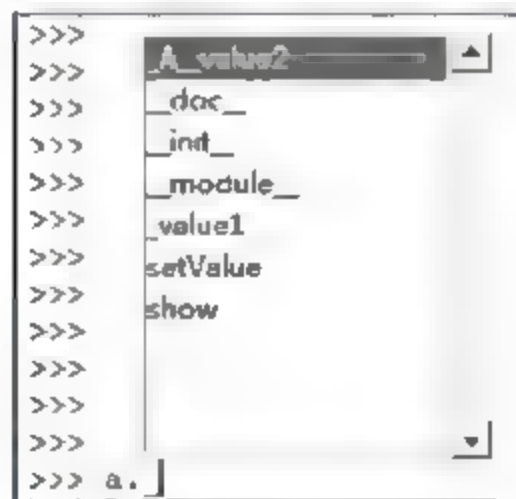 >>>
>>> _A_value2
>>> __doc__
>>> __init__
>>> __module__
>>> _value1
>>> setValue
>>> show
>>>
>>>
>>>
>>>
>>> a.